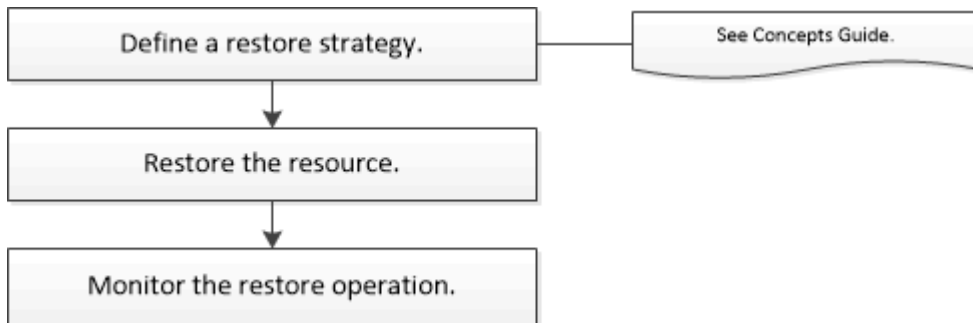 Define a restore strategy.
See Concepts Guide.
Restore the resource.
Monitor the restore operation.